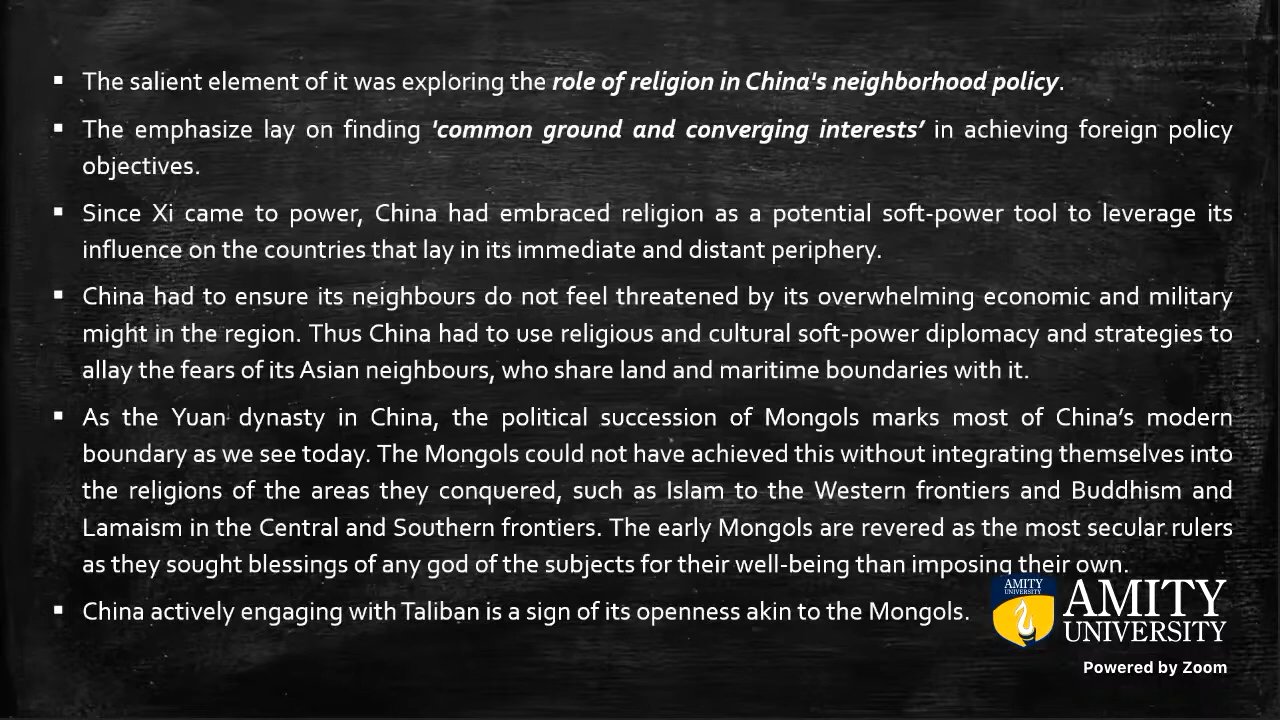 ▪ The salient element of it was exploring the role of religion in China's neighborhood policy.
▪ The emphasize lay on finding 'common ground and converging interests’ in achieving foreign policy
objectives.
▪ Since Xi came to power, China had embraced religion as a potential soft-power tool to leverage its
influence on the countries that lay in its immediate and distant periphery.
▪ China had to ensure its neighbours do not feel threatened by its overwhelming economic and military
might in the region. Thus China had to use religious and cultural soft-power diplomacy and strategies to
allay the fears of its Asian neighbours, who share land and maritime boundaries with it.
▪ As the Yuan dynasty in China, the political succession of Mongols marks most of China’s modern
boundary as we see today. The Mongols could not have achieved this without integrating themselves into
the religions of the areas they conquered, such as Islam to the Western frontiers and Buddhism and
Lamaism in the Central and Southern frontiers. The early Mongols are revered as the most secular rulers
as they sought blessings of any god of the subjects for their well-being than imposing their own.
▪ China actively engaging with Taliban is a sign of its openness akin to the Mongols.
AMITY
UNIVERSITY
AMITY
UNIVERSITY
Powered by Zoom